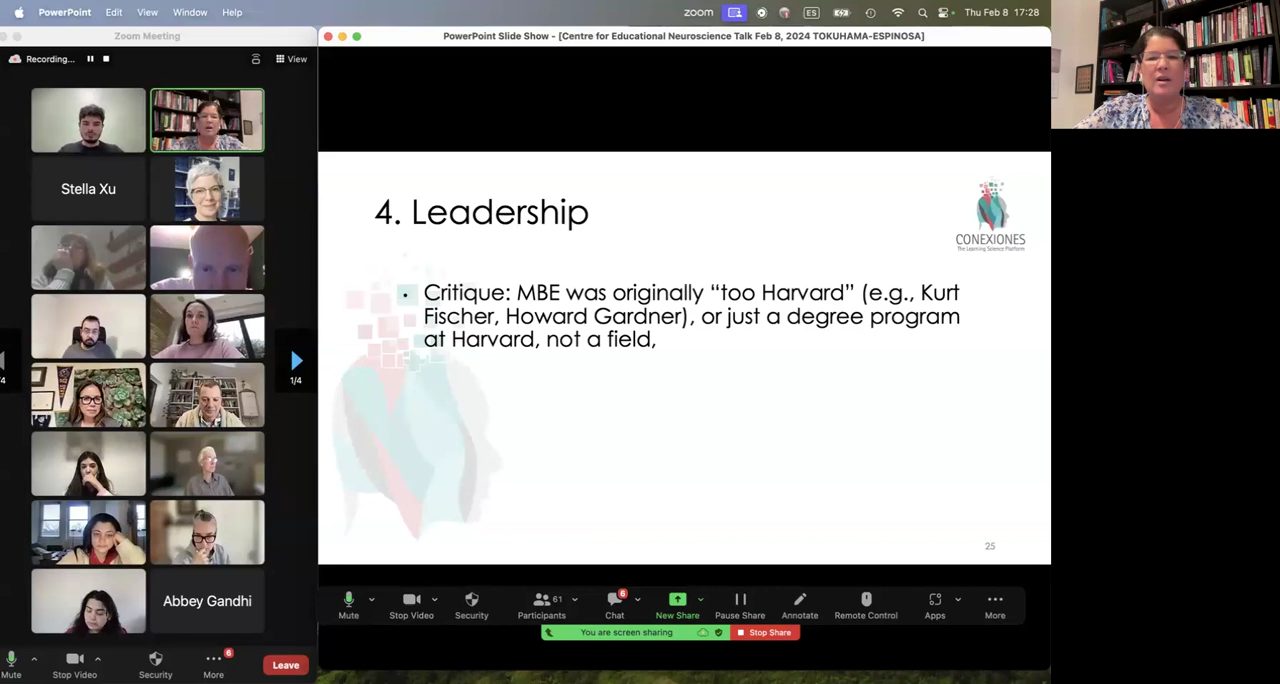 PowerPoint Edit View Window Help
zoom ES Thu Feb 8 17:28
Zoom Meeting
PowerPoint Slide Show - [Centre for Educational Neuroscience Talk Feb 8, 2024 TOKUHAMA-ESPINOSA]
Recording...
View
Stella Xu
4. Leadership
CONEXIONES
The Learning Science Platform
• Critique: MBE was originally “too Harvard” (e.g., Kurt
Fischer, Howard Gardner), or just a degree program
at Harvard, not a field,
/4
1/4
25
Abbey Gandhi
61
6
Mute Stop Video Security Participants Chat New Share Pause Share Annotate Remote Control Apps More
You are screen sharing Stop Share
6
Mute Stop Video Security More Leave